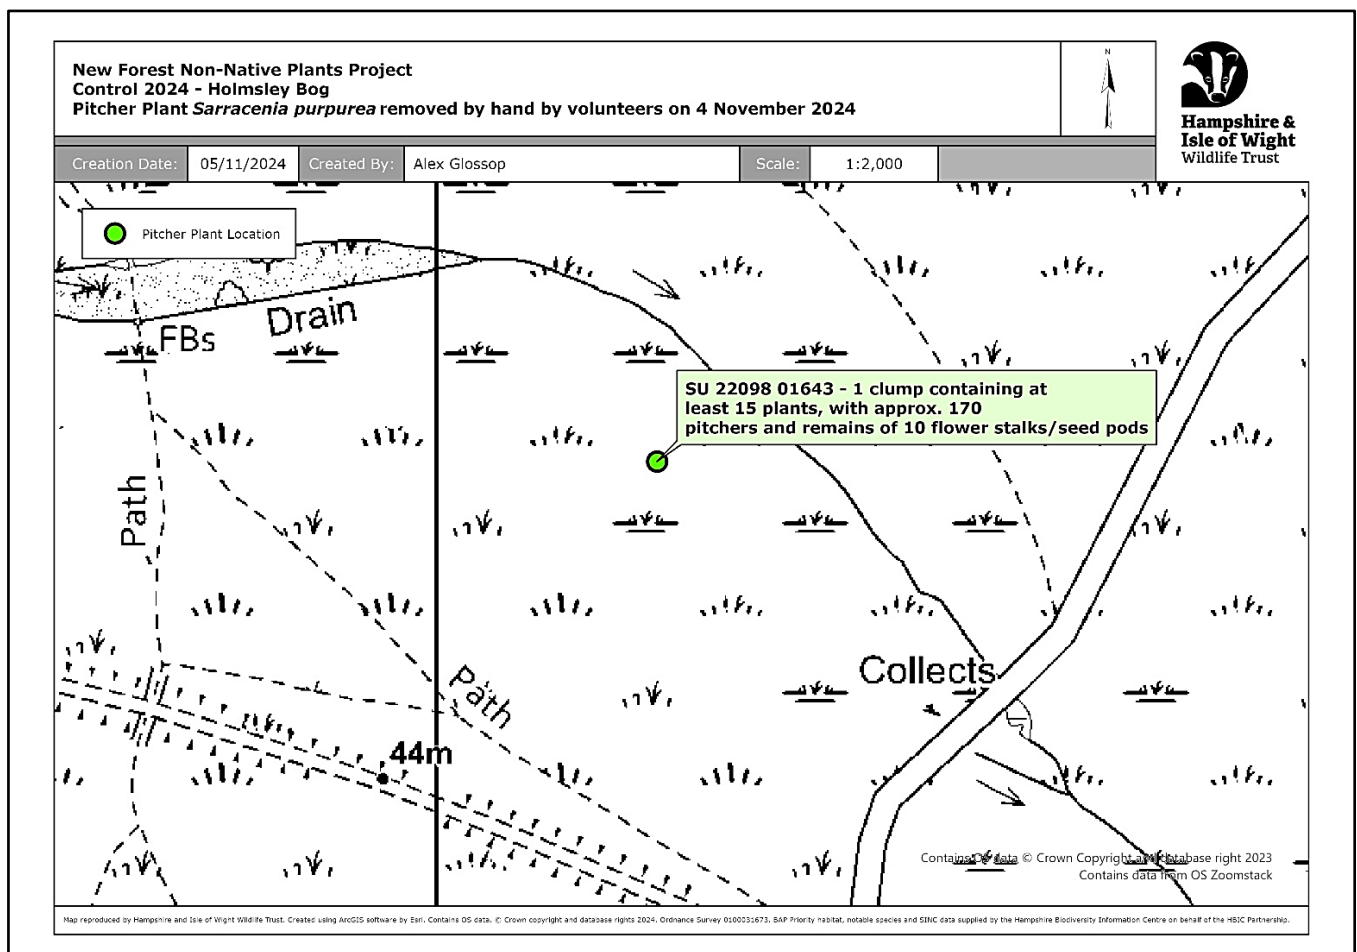 New Forest Non-Native Plants Project
Control 2024 - Holmsley Bog
Pitcher Plant Sarracenia purpurea removed by hand by volunteers on 4 November 2024
N
Hampshire &
Isle of Wight
Wildlife Trust
Creation Date: 05/11/2024 Created By: Alex Glossop Scale: 1:2,000
Pitcher Plant Location
Drain
FBs
SU 22098 01643 - 1 clump containing at
least 15 plants, with approx. 170
pitchers and remains of 10 flower stalks/seed pods
Path
Collects
Path
44m
Contains OS data © Crown Copyright and database right 2023
Contains data from OS Zoomstack
Map reproduced by Hampshire and Isle of Wight Wildlife Trust. Created using ArcGIS software by Esri. Contains OS data. © Crown copyright and database rights 2024. Ordnance Survey 0100031673. BAP Priority habitat, notable species and SINC data supplied by the Hampshire Biodiversity Information Centre on behalf of the HBIC Partnership.